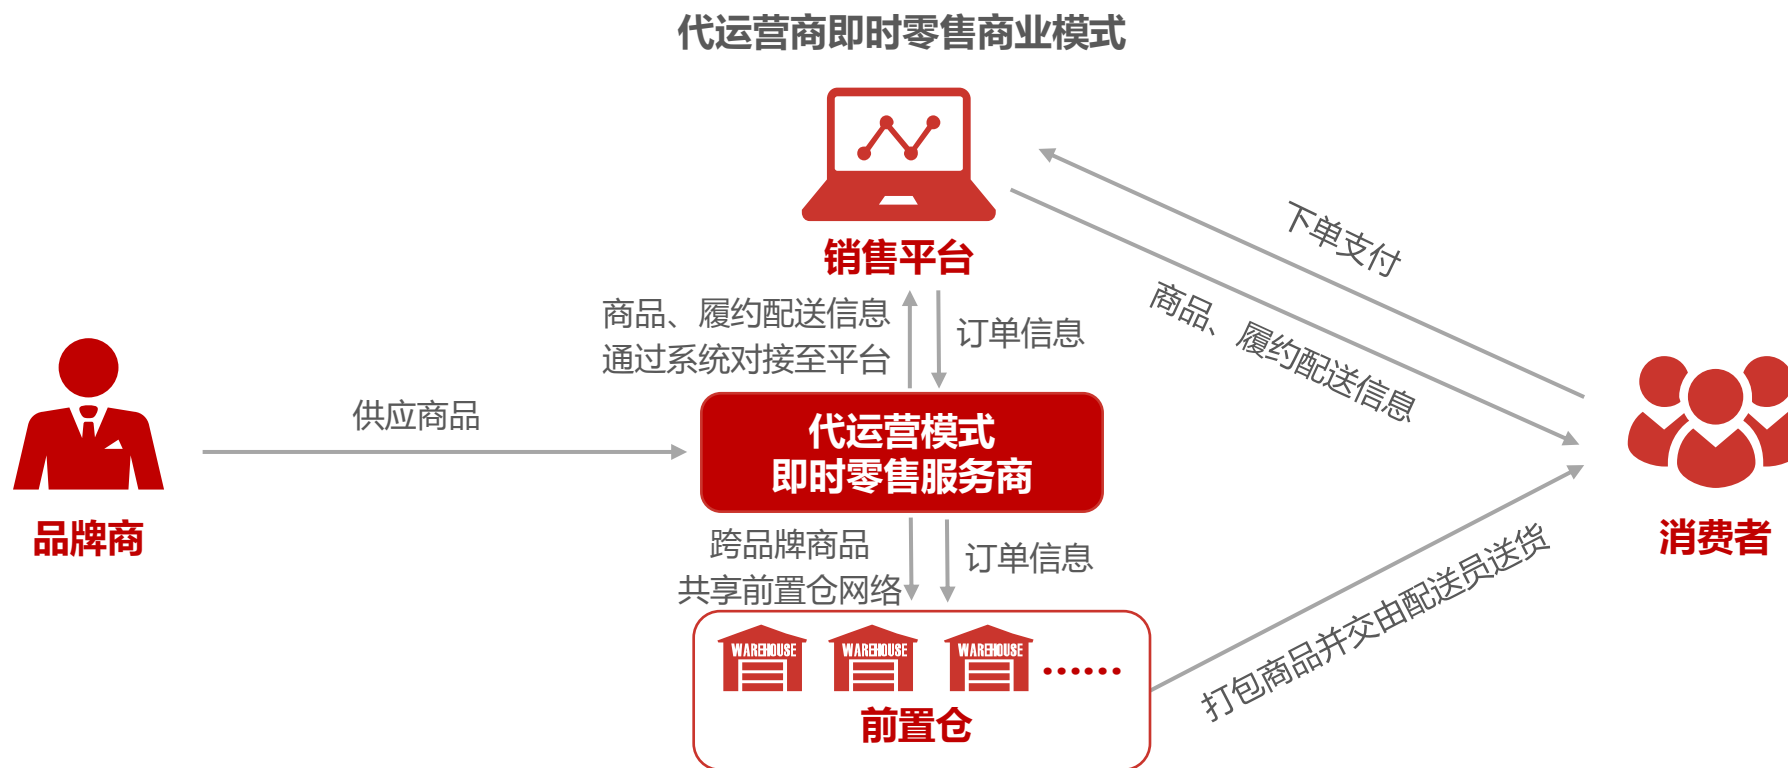 代运营商即时零售商业模式
销售平台
下单支付
商品、履约配送信息
商品、履约配送信息
通过系统对接至平台
订单信息
供应商品
代运营模式
即时零售服务商
品牌商
消费者
跨品牌商品
共享前置仓网络
订单信息
打包商品并交由配送员送货
WAREHOUSE
WAREHOUSE
WAREHOUSE
······
前置仓